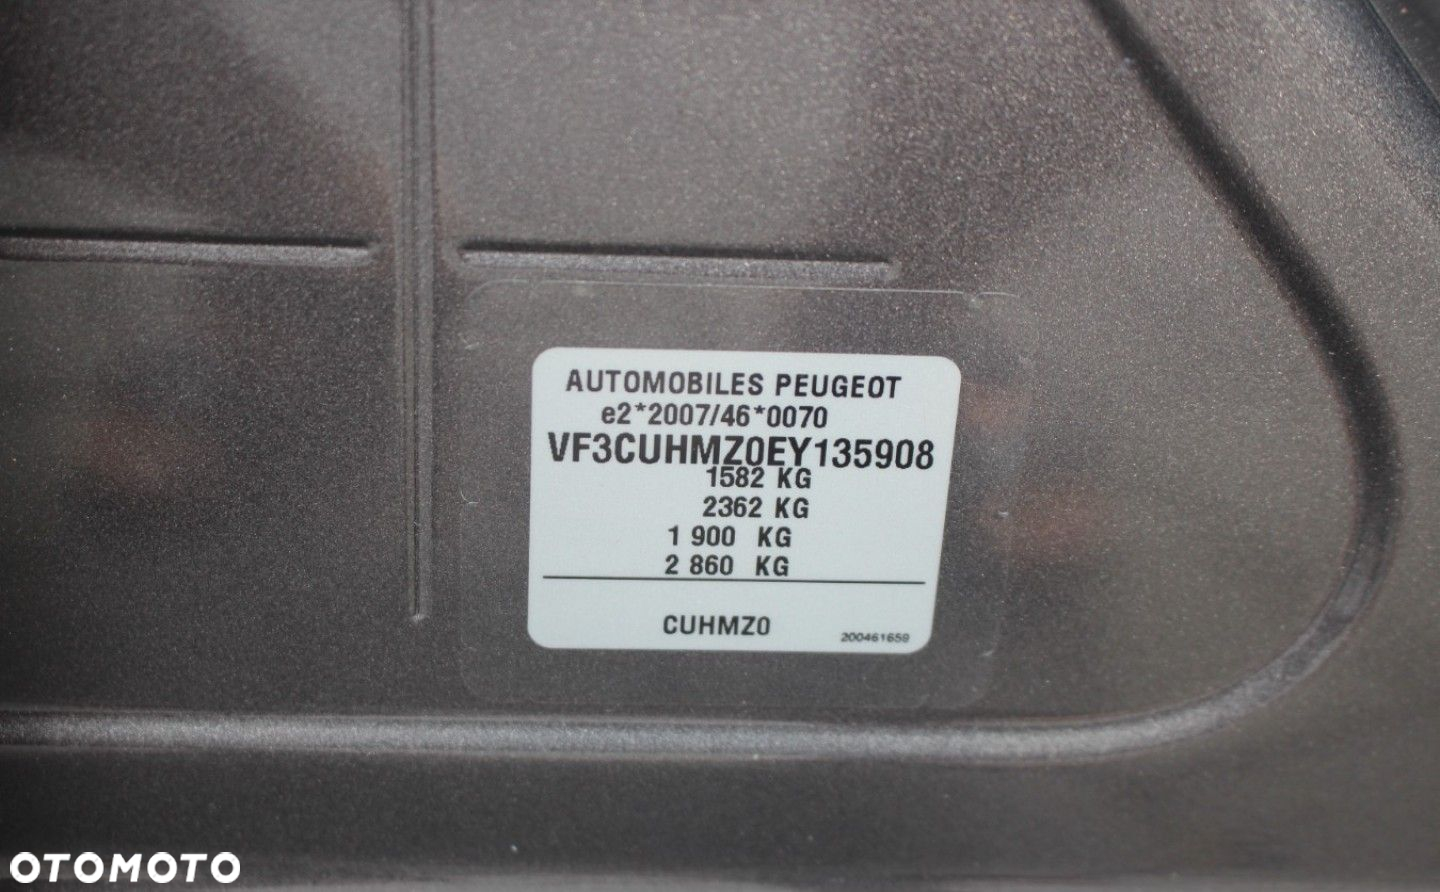 AUTOMOBILES PEUGEOT
e2*2007/46*0070
VF3CUHMZ0EY135908
1582 KG
2362 KG
1 900 KG
2 860 KG
CUHMZ0
200461659
OTOMOTO